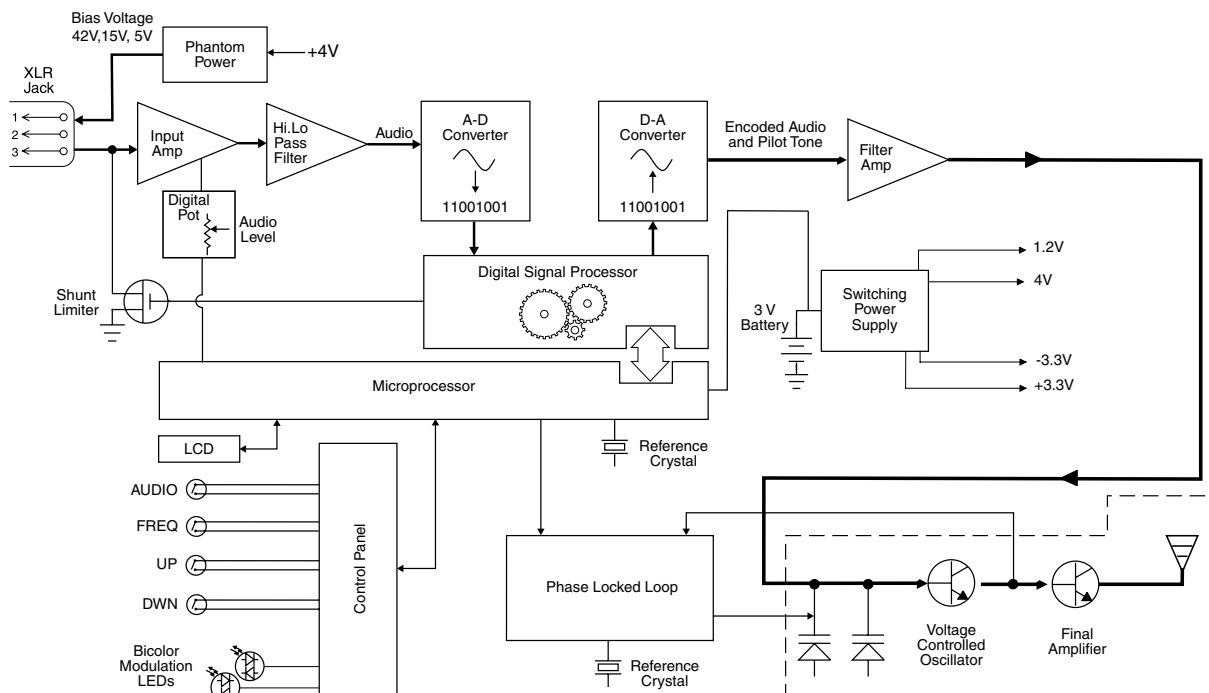 Bias Voltage
42V,15V, 5V
Phantom
Power
+4V
XLR
Jack
1
2
3
Input
Amp
Hi.Lo
Pass
Filter
Audio
A-D
Converter
11001001
D-A
Converter
11001001
Encoded Audio
and Pilot Tone
Filter
Amp
Digital
Pot
Audio
Level
Shunt
Limiter
Digital Signal Processor
3 V
Battery
Switching
Power
Supply
1.2V
4V
-3.3V
+3.3V
Microprocessor
LCD
Reference
Crystal
AUDIO
FREQ
UP
DWN
Bicolor
Modulation
LEDs
Control Panel
Phase Locked Loop
Reference
Crystal
Voltage
Controlled
Oscillator
Final
Amplifier